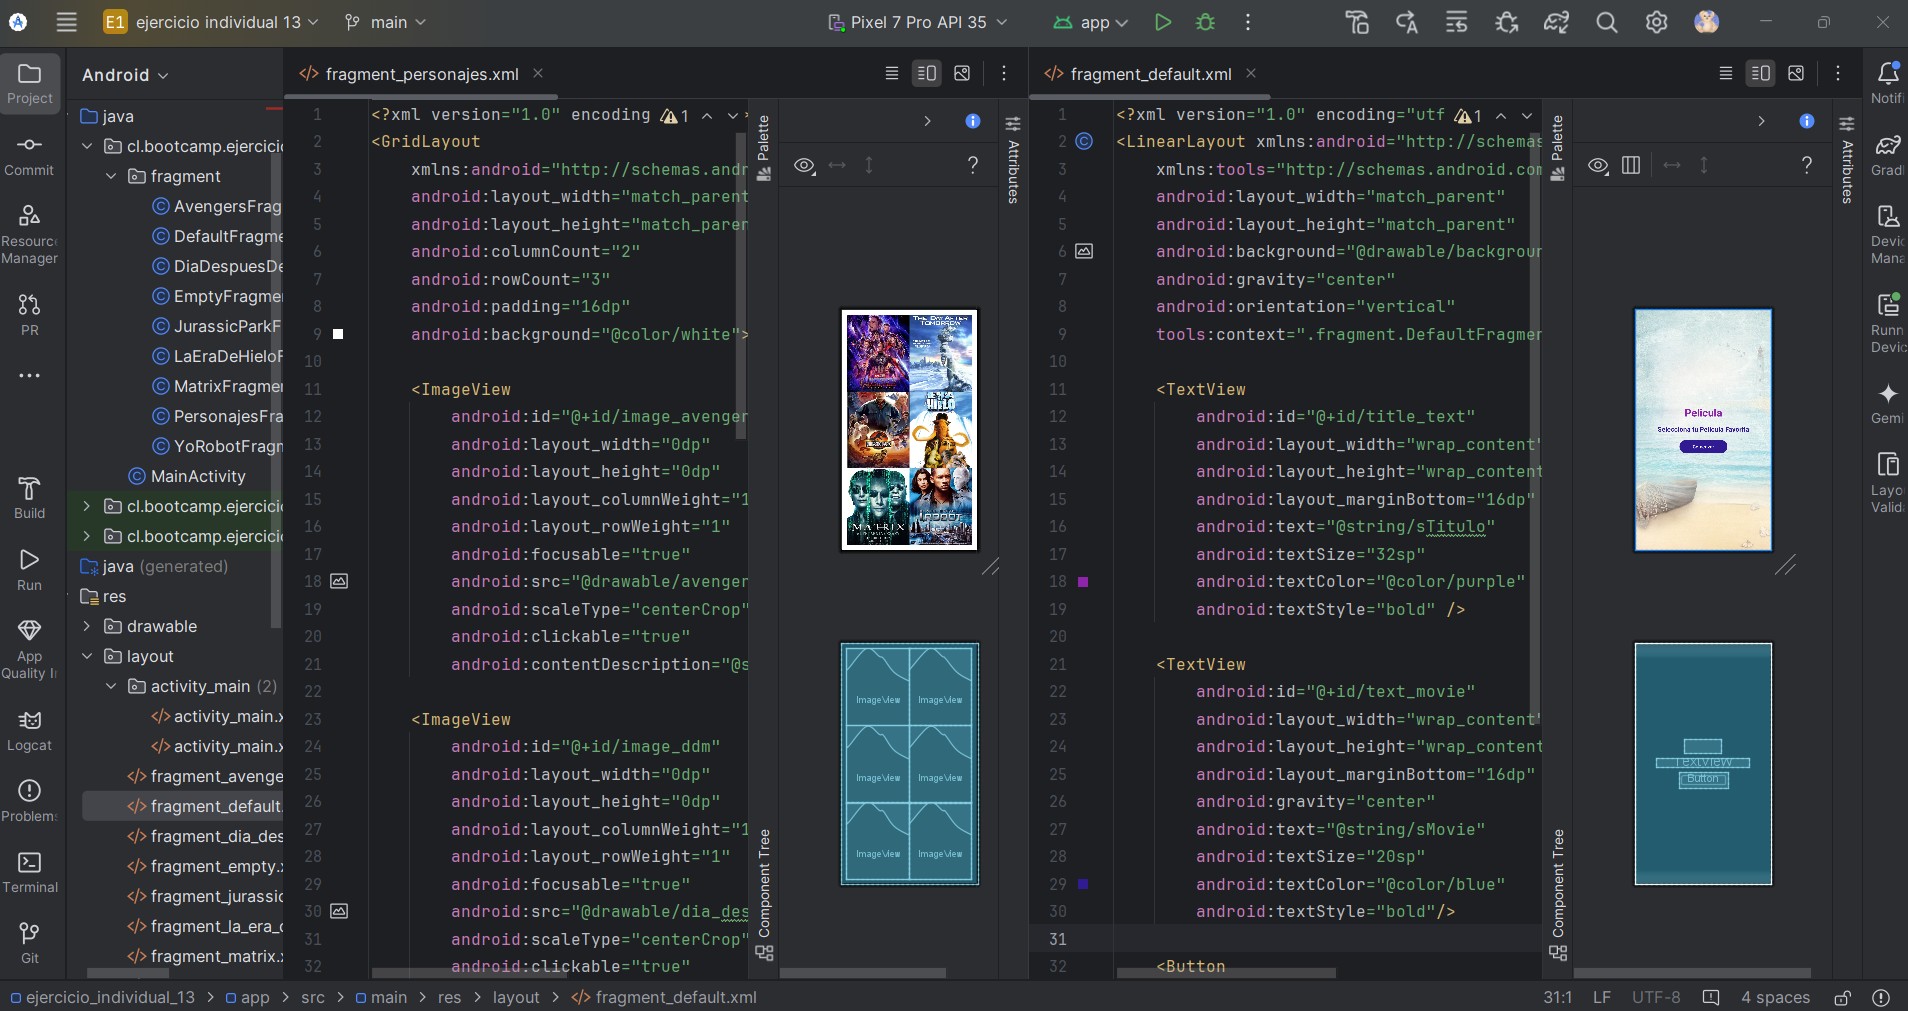 E1 ejercicio individual 13
main
Pixel 7 Pro API 35
app
Project
Commit
Resource
Manager
PR
Build
Run
App
Quality I
Logcat
Problem
Terminal
Git
Android
java
cl.bootcamp.ejercici
fragment
AvengersFrag
DefaultFragme
DiaDespuesDe
EmptyFragme
JurassicParkF
LaEraDeHieloF
MatrixFragme
PersonajesFra
YoRobotFragn
MainActivity
cl.bootcamp.ejercici
cl.bootcamp.ejercici
java (generated)
res
drawable
layout
activity_main (2)
activity_main.x
activity_main.x
fragment_avenge
fragment_default.
fragment_dia_des
fragment_empty.x
fragment_jurassic
fragment_la_era_d
fragment_matrix.x
fragment_personajes.xml
1 <?xml version="1.0" encoding 1
2 <GridLayout
3 xmlns:android="http://schemas.andr
4 android:layout_width="match_parent
5 android:layout_height="match_paren
6 android:columnCount="2"
7 android:rowCount="3"
8 android:padding="16dp"
9 android:background="@color/white">
10
11 <ImageView
12 android:id="@+id/image_avenger
13 android:layout_width="0dp"
14 android:layout_height="0dp"
15 android:layout_columnWeight="1
16 android:layout_rowWeight="1"
17 android:focusable="true"
18 android:src="@drawable/avenger
19 android:scaleType="centerCrop"
20 android:clickable="true"
21 android:contentDescription="@s
22
23 <ImageView
24 android:id="@+id/image_ddm"
25 android:layout_width="0dp"
26 android:layout_height="0dp"
27 android:layout_columnWeight="1
28 android:layout_rowWeight="1"
29 android:focusable="true"
30 android:src="@drawable/dia_des
31 android:scaleType="centerCrop"
32 android:clickable="true"
Palette
Component Tree
?
Attributes
THE DAY AFTER
TOMORROW
MATRIX
ImageView
ImageView
ImageView
ImageView
ImageView
ImageView
fragment_default.xml
1 <?xml version="1.0" encoding="utf 1
2 <LinearLayout xmlns:android="http://schemas
3 xmlns:tools="http://schemas.android.com
4 android:layout_width="match_parent"
5 android:layout_height="match_parent"
6 android:background="@drawable/backgroun
7 android:gravity="center"
8 android:orientation="vertical"
9 tools:context=".fragment.DefaultFragmen
10
11 <TextView
12 android:id="@+id/title_text"
13 android:layout_width="wrap_content"
14 android:layout_height="wrap_content
15 android:layout_marginBottom="16dp"
16 android:text="@string/sTitulo"
17 android:textSize="32sp"
18 android:textColor="@color/purple"
19 android:textStyle="bold" />
20
21 <TextView
22 android:id="@+id/text_movie"
23 android:layout_width="wrap_content"
24 android:layout_height="wrap_content
25 android:layout_marginBottom="16dp"
26 android:gravity="center"
27 android:text="@string/sMovie"
28 android:textSize="20sp"
29 android:textColor="@color/blue"
30 android:textStyle="bold"/>
31
32 <Button
Palette
Component Tree
?
Attributes
Pelicula
Selecciona tu Pelicula Favorita
TextView
Button
Notifi
Gradl
Devic
Mana
Runn
Devic
Gemi
Layo
Valid
ejercicio_individual_13 > app > src > main > res > layout > fragment_default.xml
31:1 LF UTF-8 4 spaces